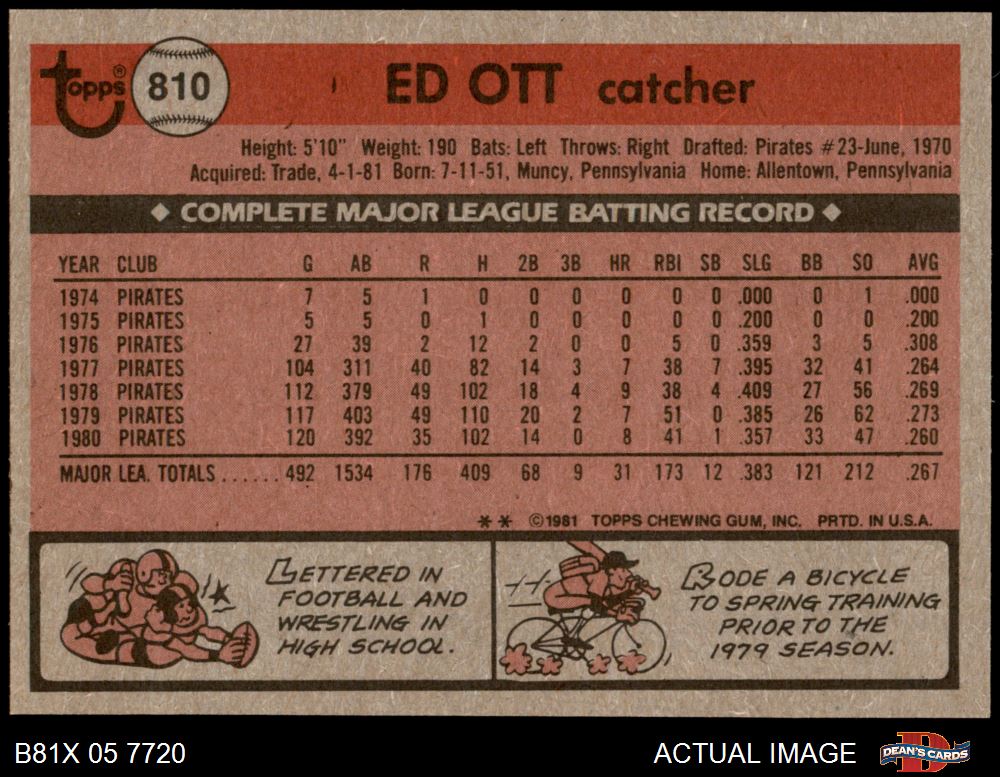 Topps® 810 ED OTT catcher
Height: 5'10" Weight: 190 Bats: Left Throws: Right Drafted: Pirates #23-June, 1970
Acquired: Trade, 4-1-81 Born: 7-11-51, Muncy, Pennsylvania Home: Allentown, Pennsylvania
◆ COMPLETE MAJOR LEAGUE BATTING RECORD ◆
YEAR CLUB G AB R H 2B 3B HR RBI SB SLG BB SO AVG
1974 PIRATES 7 5 1 0 0 0 0 0 0 .000 0 1 .000
1975 PIRATES 5 5 0 1 0 0 0 0 0 .200 0 0 .200
1976 PIRATES 27 39 2 12 2 0 0 5 0 .359 3 5 .308
1977 PIRATES 104 311 40 82 14 3 7 38 7 .395 32 41 .264
1978 PIRATES 112 379 49 102 18 4 9 38 4 .409 27 56 .269
1979 PIRATES 117 403 49 110 20 2 7 51 0 .385 26 62 .273
1980 PIRATES 120 392 35 102 14 0 8 41 1 .357 33 47 .260
MAJOR LEA. TOTALS ...... 492 1534 176 409 68 9 31 173 12 .383 121 212 .267
** ©1981 TOPPS CHEWING GUM, INC. PRTD. IN U.S.A.
LETTERED IN
FOOTBALL AND
WRESTLING IN
HIGH SCHOOL.
RODE A BICYCLE
TO SPRING TRAINING
PRIOR TO THE
1979 SEASON.
B81X 05 7720 ACTUAL IMAGE DEAN'S CARDS